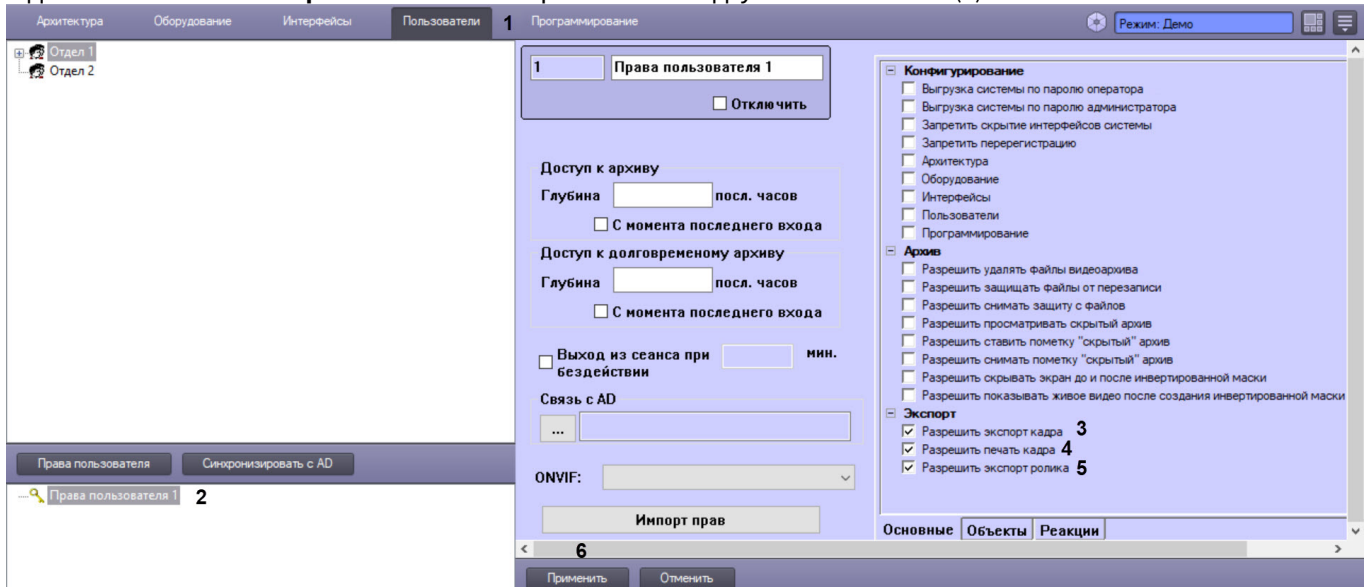 Архитектура Оборудование Интерфейсы Пользователи 1 Программирование Режим: Демо
Отдел 1
Отдел 2
Права пользователя Синхронизировать с AD
Права пользователя 1 2
1 Права пользователя 1
Отключить
Доступ к архиву
Глубина посл. часов
С момента последнего входа
Доступ к долговременому архиву
Глубина посл. часов
С момента последнего входа
Выход из сеанса при мин.
бездействии
Связь с AD
...
ONVIF:
Импорт прав
6
Применить Отменить
Конфигурирование
Выгрузка системы по паролю оператора
Выгрузка системы по паролю администратора
Запретить скрытие интерфейсов системы
Запретить перерегистрацию
Архитектура
Оборудование
Интерфейсы
Пользователи
Программирование
Архив
Разрешить удалять файлы видеоархива
Разрешить защищать файлы от перезаписи
Разрешить снимать защиту с файлов
Разрешить просматривать скрытый архив
Разрешить ставить пометку "скрытый" архив
Разрешить снимать пометку "скрытый" архив
Разрешить скрывать экран до и после инвертированной маски
Разрешить показывать живое видео после создания инвертированной маски
Экспорт
Разрешить экспорт кадра 3
Разрешить печать кадра 4
Разрешить экспорт ролика 5
Основные Объекты Реакции